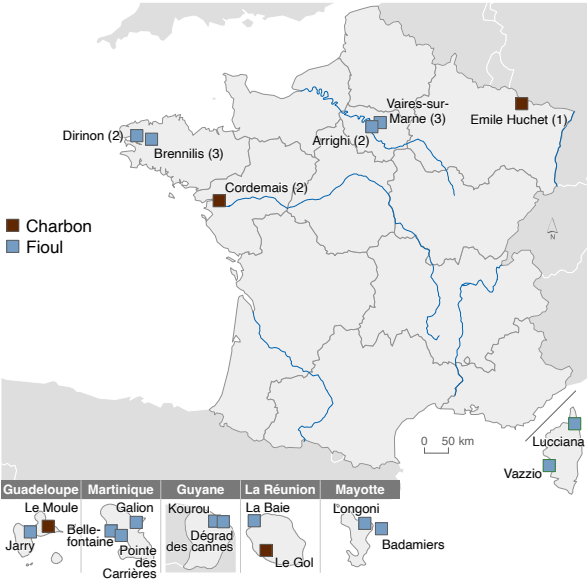 Vaires-sur-
Marne (3)
Emile Huchet (1)
Dirinon (2)
Arrighi (2)
Brennilis (3)
Cordemais (2)
Charbon
Fioul
N
0 50 km
Lucciana
Vazzio
Guadeloupe
Martinique
Guyane
La Réunion
Mayotte
Le Moule
Jarry
Galion
Belle-
fontaine
Pointe
des
Carrières
Kourou
Dégrad
des cannes
La Baie
Le Gol
Longoni
Badamiers